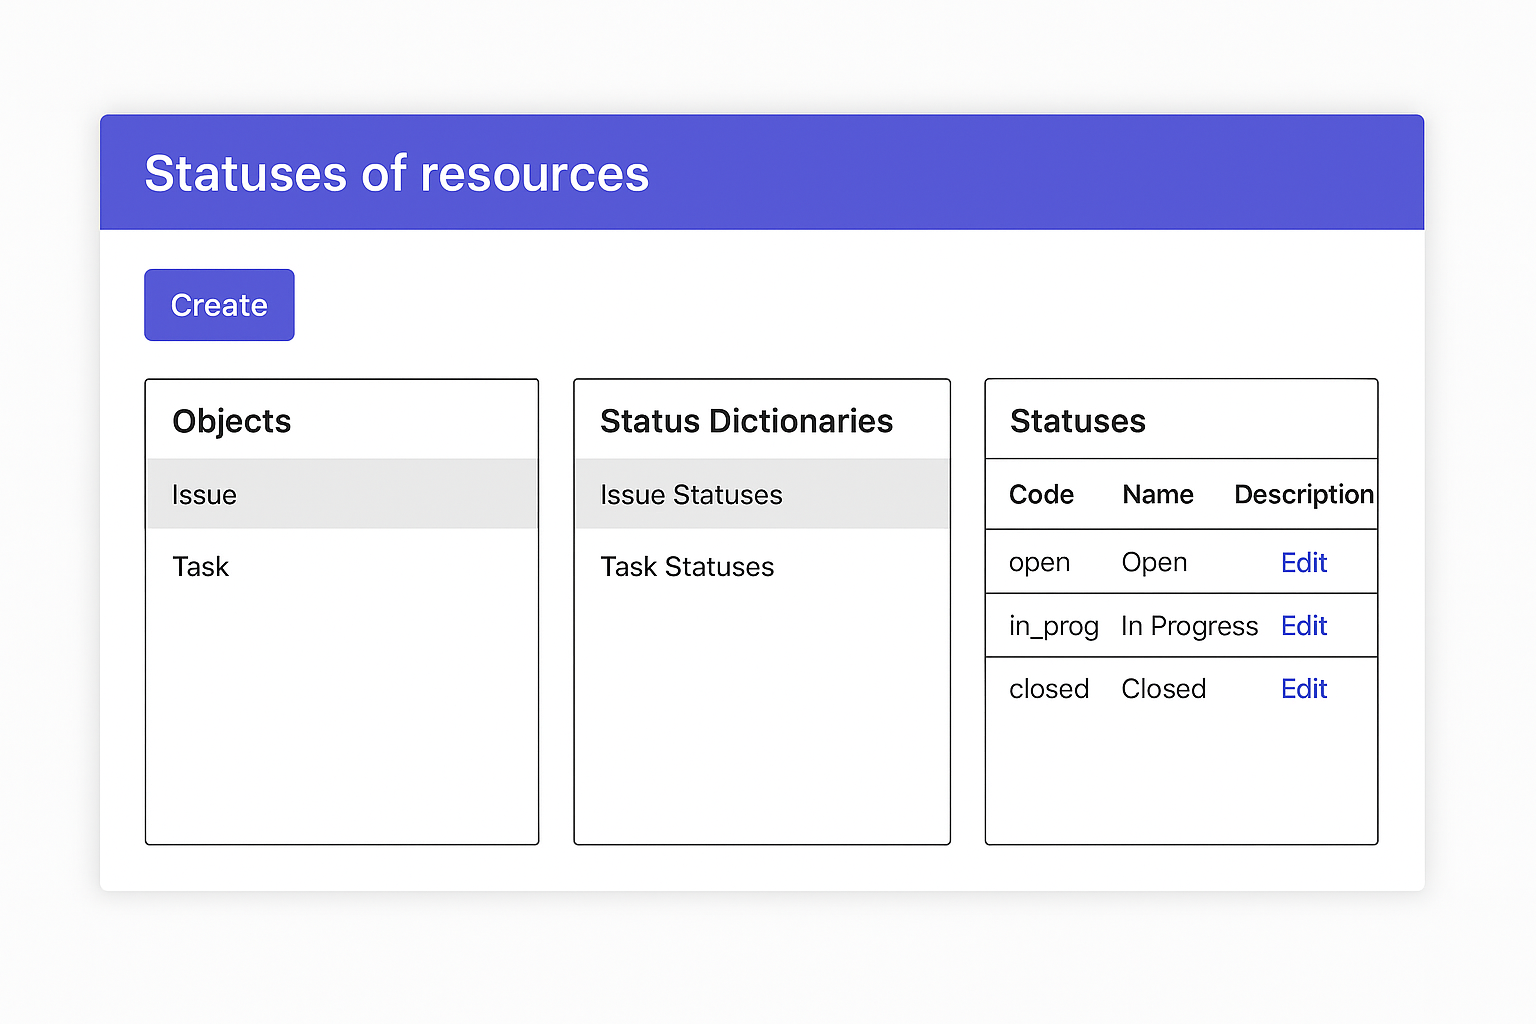 Statuses of resources
Create
Objects
Issue
Task
Status Dictionaries
Issue Statuses
Task Statuses
Statuses
Code Name Description
open Open Edit
in_prog In Progress Edit
closed Closed Edit